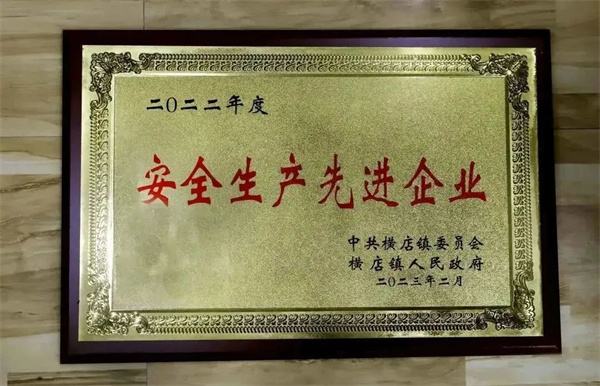 二〇二二年度
安全生产先进企业
中共横店镇委员会
横店镇人民政府
二〇二三年二月